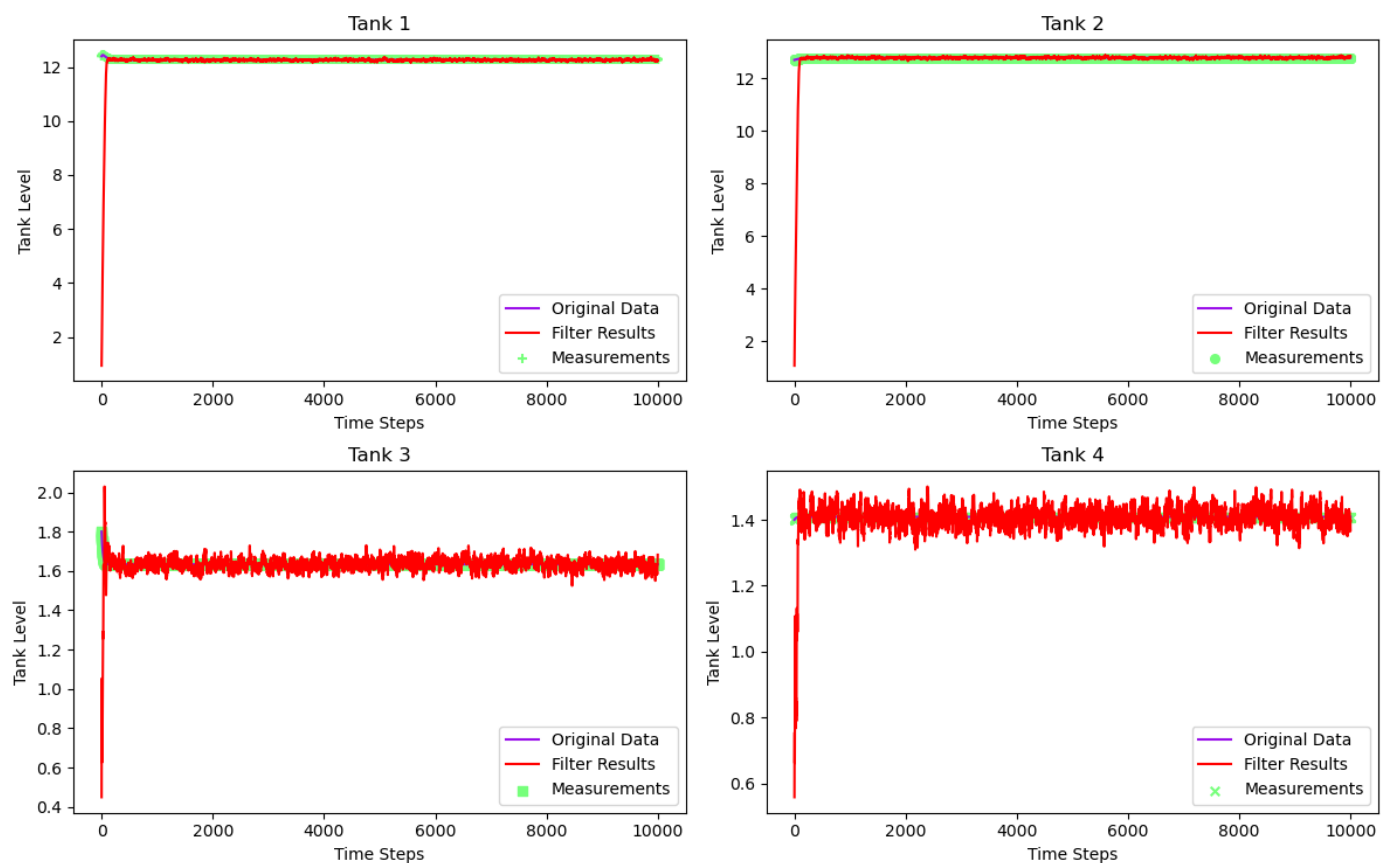 Tank 1
Tank Level
12
10
8
6
4
2
0
2000
4000
6000
8000
10000
Time Steps
Original Data
Filter Results
Measurements
Tank 2
Tank Level
12
10
8
6
4
2
0
2000
4000
6000
8000
10000
Time Steps
Original Data
Filter Results
Measurements
Tank 3
Tank Level
2.0
1.8
1.6
1.4
1.2
1.0
0.8
0.6
0.4
0
2000
4000
6000
8000
10000
Time Steps
Original Data
Filter Results
Measurements
Tank 4
Tank Level
1.4
1.2
1.0
0.8
0.6
0
2000
4000
6000
8000
10000
Time Steps
Original Data
Filter Results
Measurements